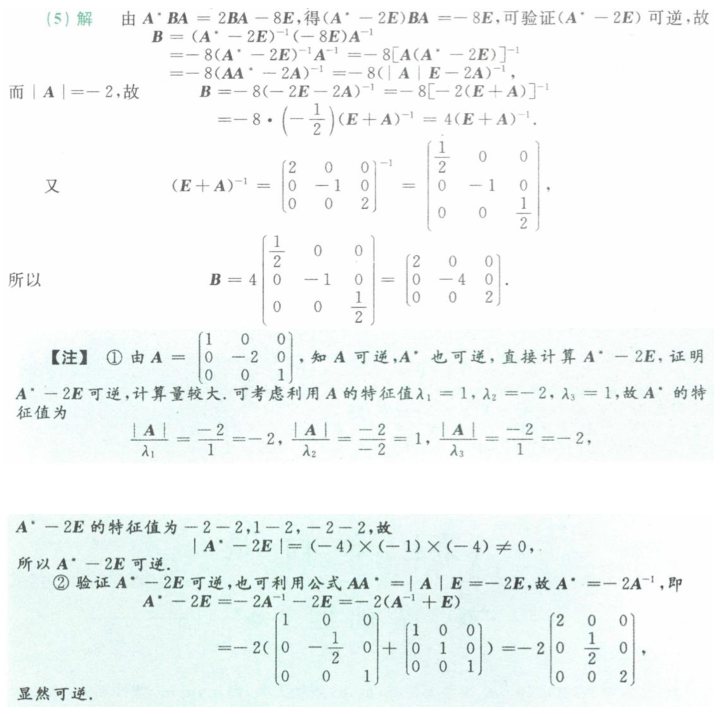 (5) 解 由 A* BA = 2BA − 8E,得(A* − 2E)BA =− 8E,可验证(A* − 2E) 可逆,故
B = (A* − 2E)⁻¹(− 8E)A⁻¹
=− 8(A* − 2E)⁻¹A⁻¹ =− 8[A(A* − 2E)]⁻¹
=− 8(AA* − 2A)⁻¹ =− 8(| A | E − 2A)⁻¹,
而 | A |=− 2,故 B =− 8(− 2E − 2A)⁻¹ =− 8[− 2(E + A)]⁻¹
=− 8 · (− 1/2)(E + A)⁻¹ = 4(E + A)⁻¹.
又 (E + A)⁻¹ = [2 0 0; 0 −1 0; 0 0 2]⁻¹ = [1/2 0 0; 0 −1 0; 0 0 1/2],
所以 B = 4 [1/2 0 0; 0 −1 0; 0 0 1/2] = [2 0 0; 0 −4 0; 0 0 2].
【注】 ① 由 A = [1 0 0; 0 −2 0; 0 0 1], 知 A 可逆,A* 也可逆, 直接计算 A* − 2E, 证明
A* − 2E 可逆,计算量较大. 可考虑利用 A 的特征值λ₁ = 1, λ₂ =− 2, λ₃ = 1,故 A* 的特
征值为
| A |/λ₁ = −2/1 =− 2, | A |/λ₂ = −2/−2 = 1, | A |/λ₃ = −2/1 =− 2,
A* − 2E 的特征值为 − 2 − 2,1 − 2, − 2 − 2,故
| A* − 2E |= (− 4) × (− 1) × (− 4) ≠ 0,
所以 A* − 2E 可逆.
② 验证 A* − 2E 可逆,也可利用公式 AA* =| A | E =− 2E,故 A* =− 2A⁻¹,即
A* − 2E =− 2A⁻¹ − 2E =− 2(A⁻¹ + E)
=− 2([1 0 0; 0 −1/2 0; 0 0 1] + [1 0 0; 0 1 0; 0 0 1]) =− 2 [2 0 0; 0 1/2 0; 0 0 2],
显然可逆.